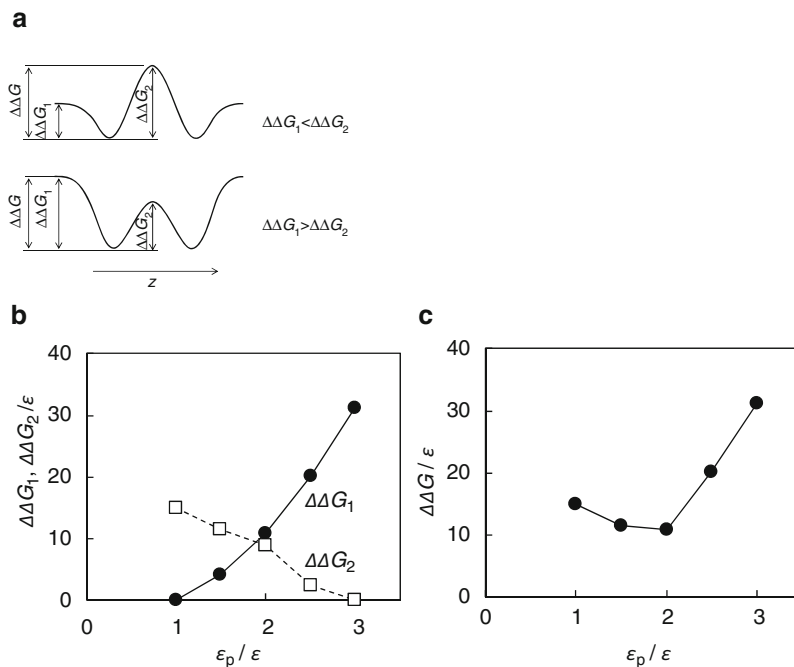 a
ΔΔG
ΔΔG₁
ΔΔG₂
ΔΔG₁<ΔΔG₂
ΔΔG
ΔΔG₁
ΔΔG₂
ΔΔG₁>ΔΔG₂
z
b
ΔΔG₁, ΔΔG₂/ε
40
30
20
10
0
ΔΔG₁
ΔΔG₂
0 1 2 3
εp / ε
c
ΔΔG / ε
40
30
20
10
0
0 1 2 3
εp / ε